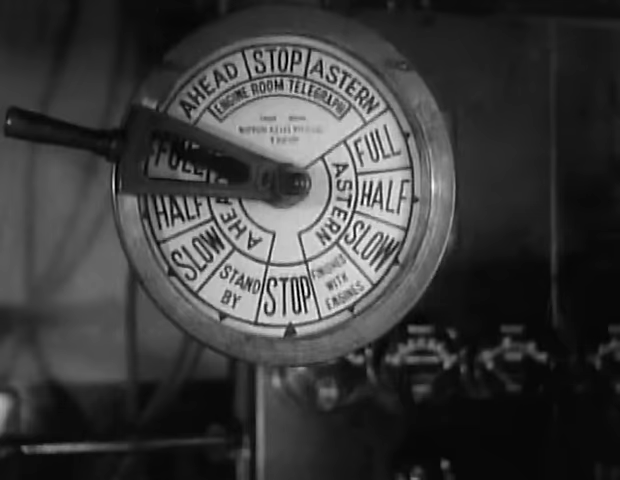 AHEAD STOP ASTERN
ENGINE ROOM TELEGRAPH
FULL
HALF
SLOW
STAND
BY
STOP
FINISHED
WITH
ENGINES
SLOW
HALF
FULL
AHEAD
ASTERN